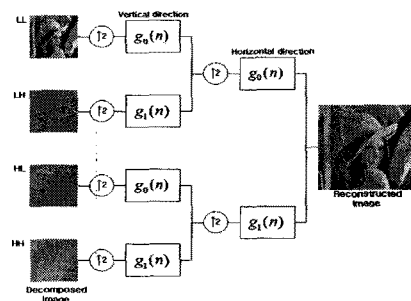 LL
Vertical direction
↑2
g₀(n)
Horizontal direction
↑2
g₀(n)
LH
↑2
g₁(n)
HL
↑2
g₀(n)
↑2
g₁(n)
HH
↑2
g₁(n)
Decomposed
Image
Reconstructed
Image